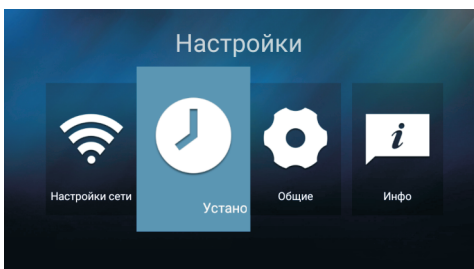 Настройки
Настройки сети
Устано
Общие
Инфо